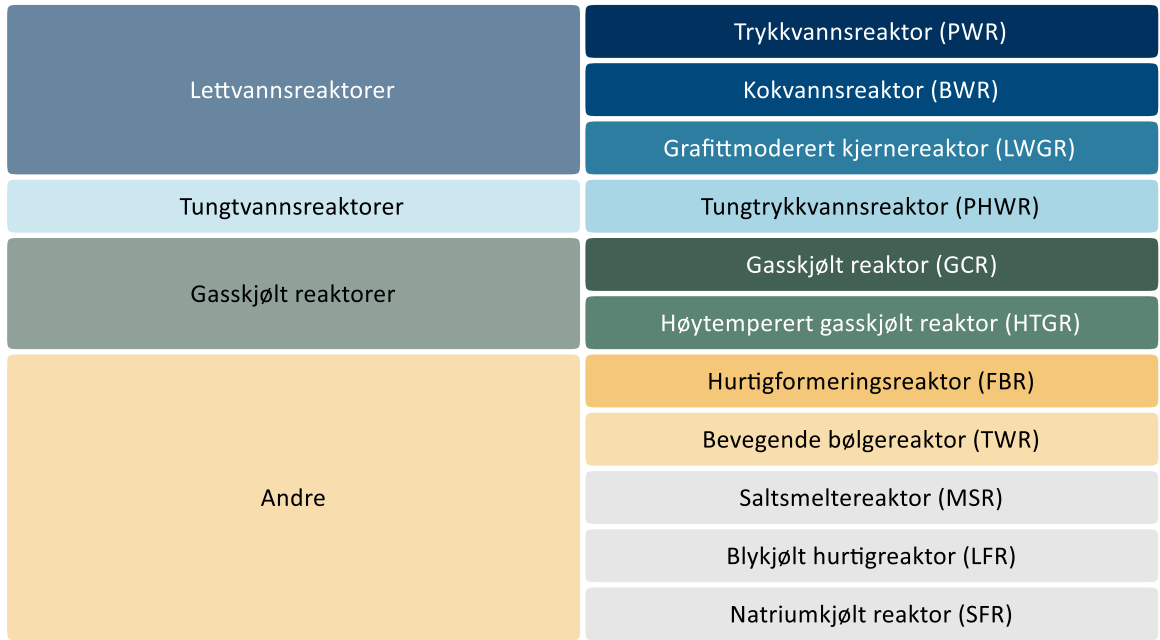 Lettvannsreaktorer
Trykkvannsreaktor (PWR)
Kokvannsreaktor (BWR)
Grafittmoderert kjernereaktor (LWGR)
Tungtvannsreaktorer
Tungtrykkvannsreaktor (PHWR)
Gasskjølt reaktorer
Gasskjølt reaktor (GCR)
Høytemperert gasskjølt reaktor (HTGR)
Andre
Hurtigformeringsreaktor (FBR)
Bevegende bølgereaktor (TWR)
Saltsmeltereaktor (MSR)
Blykjølt hurtigreaktor (LFR)
Natriumkjølt reaktor (SFR)